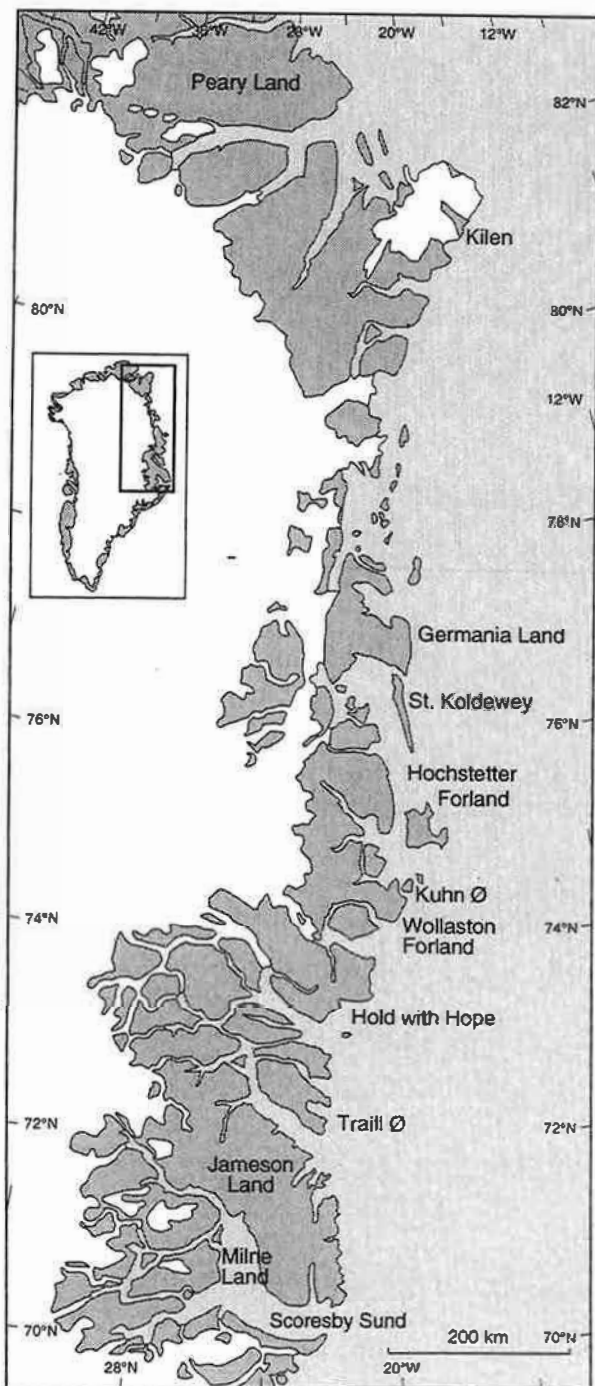 42°W
36°W
28°W
20°W
12°W
Peary Land
82°N
Kilen
80°N
80°N
12°W
78°N
Germania Land
St. Koldewey
76°N
76°N
Hochstetter
Forland
Kuhn Ø
74°N
74°N
Wollaston
Forland
Hold with Hope
Traill Ø
72°N
72°N
Jameson
Land
Milne
Land
Scoresby Sund
200 km
70°N
70°N
28°W
20°W